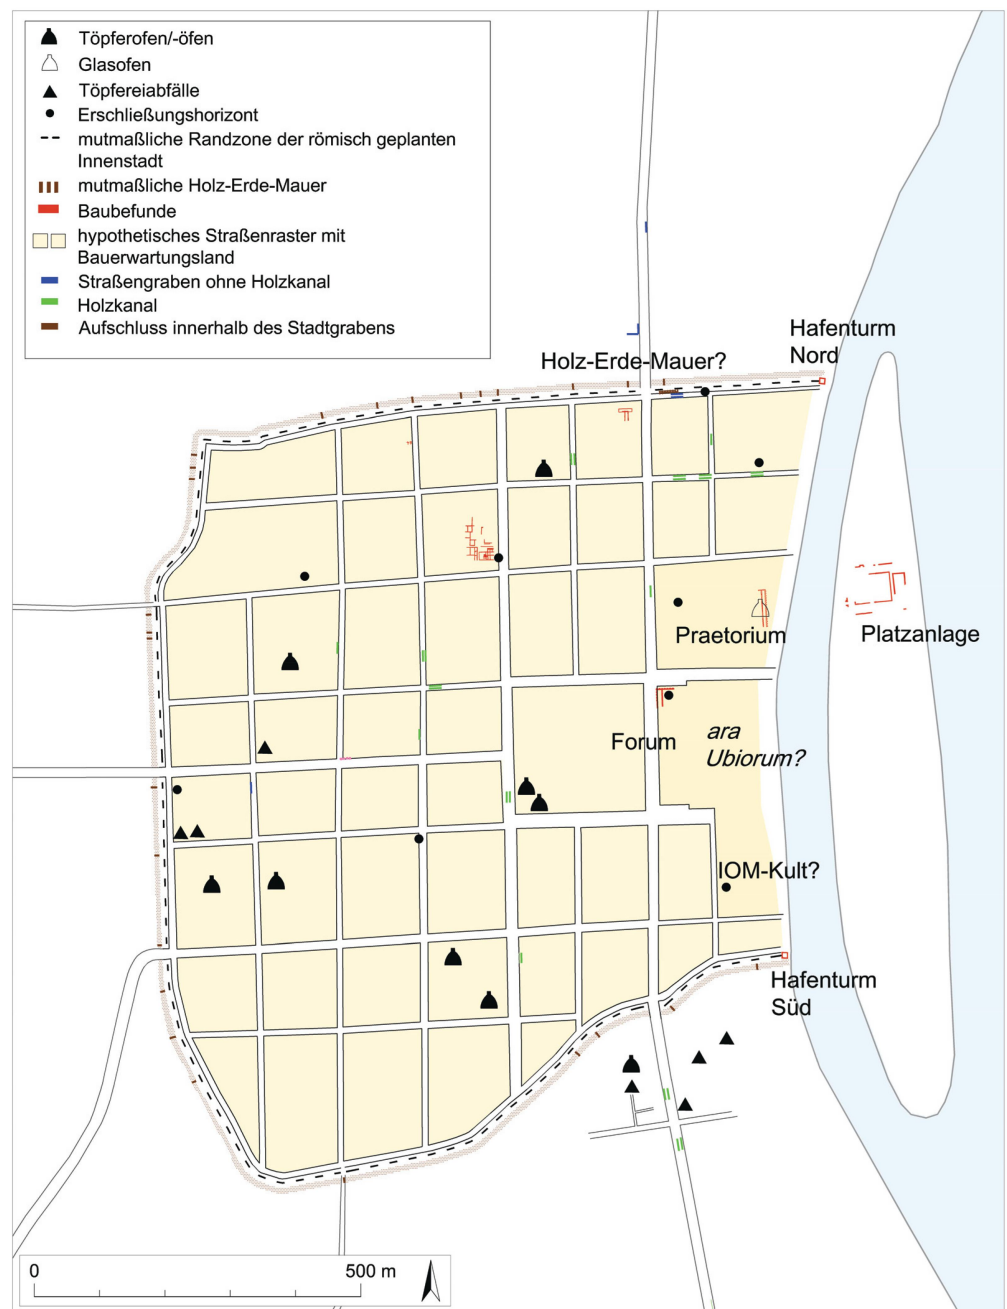 Töpferofen/-öfen
Glasofen
Töpfereiabfälle
Erschließungshorizont
mutmaßliche Randzone der römisch geplanten
Innenstadt
mutmaßliche Holz-Erde-Mauer
Baubefunde
hypothetisches Straßenraster mit
Bauerwartungsland
Straßengraben ohne Holzkanal
Holzkanal
Aufschluss innerhalb des Stadtgrabens
Hafenturm
Nord
Holz-Erde-Mauer?
Praetorium
Platzanlage
Forum
ara
Ubiorum?
IOM-Kult?
Hafenturm
Süd
0
500 m